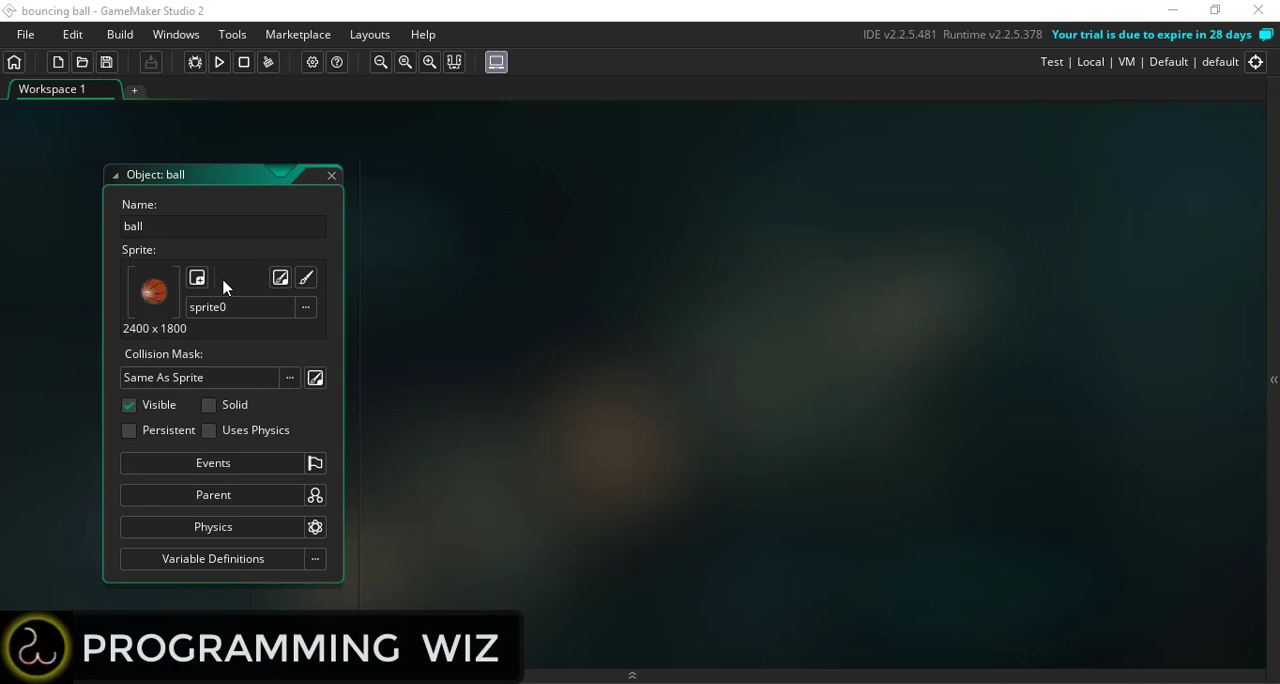 bouncing ball - GameMaker Studio 2
File Edit Build Windows Tools Marketplace Layouts Help
IDE v2.2.5.481 Runtime v2.2.5.378 Your trial is due to expire in 28 days
Test | Local | VM | Default | default
Workspace 1 +
Object: ball
Name:
ball
Sprite:
sprite0 ...
2400 x 1800
Collision Mask:
Same As Sprite ...
Visible Solid
Persistent Uses Physics
Events
Parent
Physics
Variable Definitions ...
PROGRAMMING WIZ